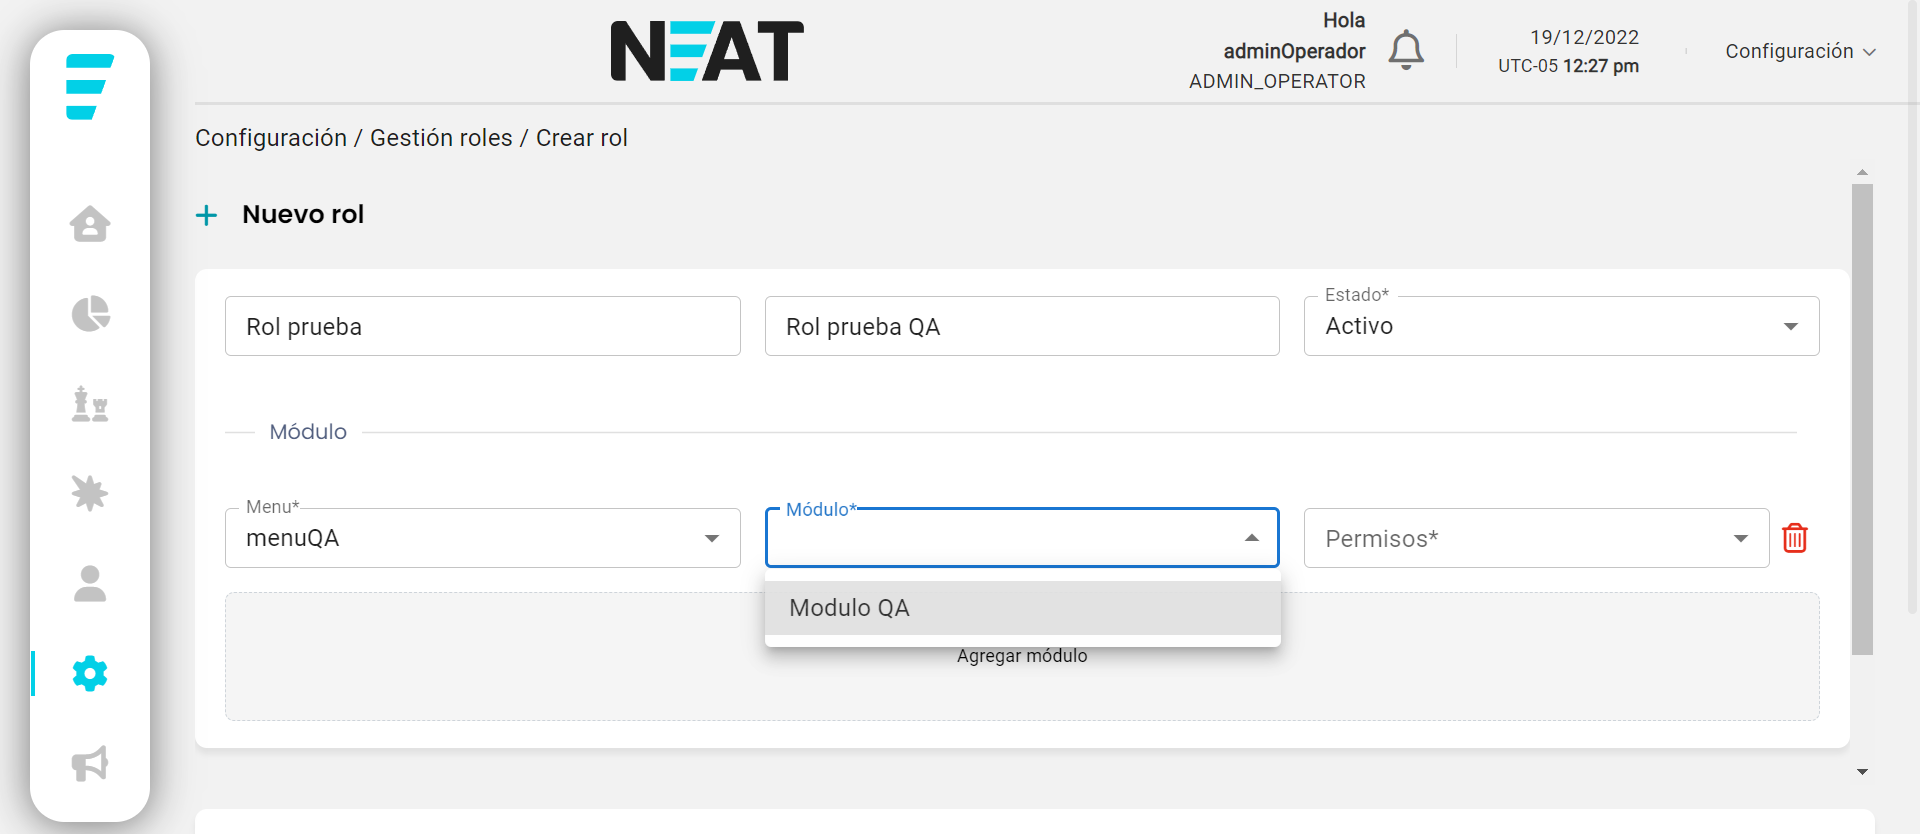 NEAT
Hola
adminOperador
ADMIN_OPERATOR
19/12/2022
UTC-05 12:27 pm
Configuración
Configuración / Gestión roles / Crear rol
+ Nuevo rol
Rol prueba
Rol prueba QA
Estado*
Activo
Módulo
Menu*
menuQA
Módulo*
Permisos*
Modulo QA
Agregar módulo